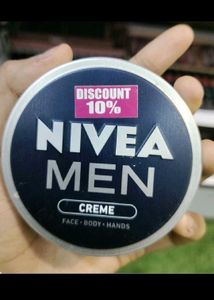 DISCOUNT
10%
NIVEA
MEN
CREME
FACE • BODY • HANDS